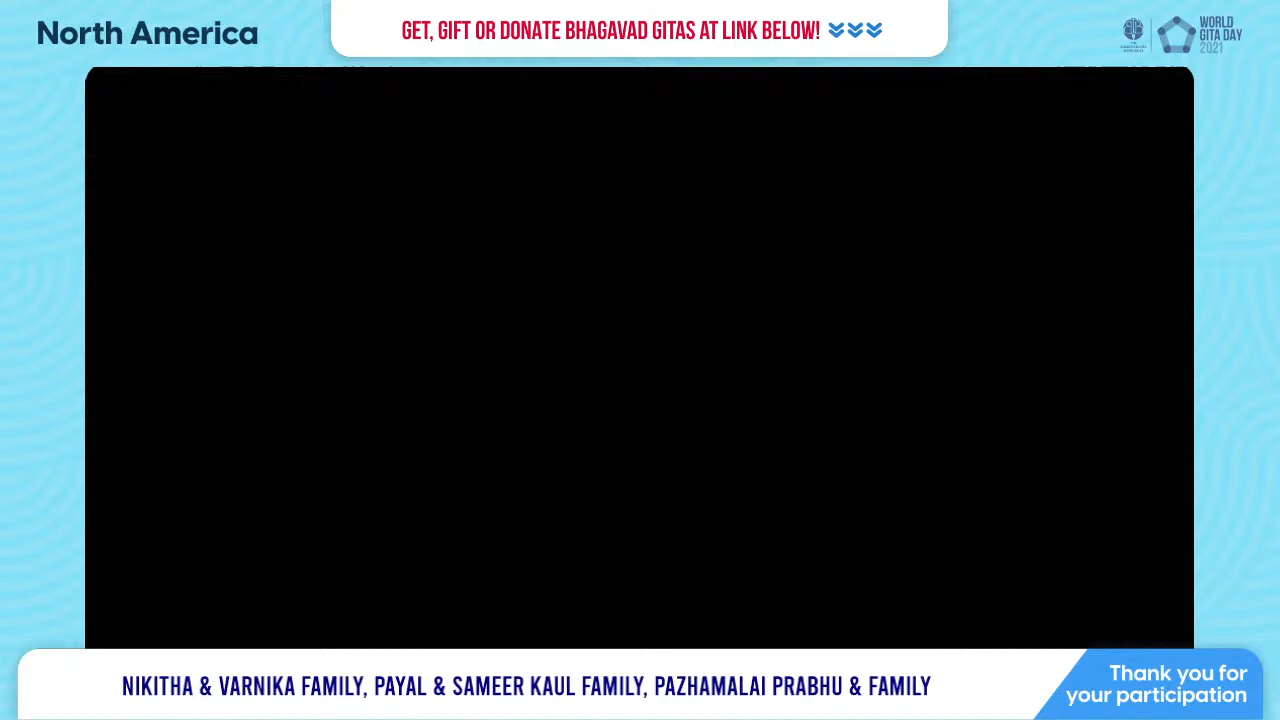 North America
GET, GIFT OR DONATE BHAGAVAD GITAS AT LINK BELOW!
WORLD
GITA DAY
2021
NIKITHA & VARNIKA FAMILY, PAYAL & SAMEER KAUL FAMILY, PAZHAMALAI PRABHU & FAMILY
Thank you for
your participation